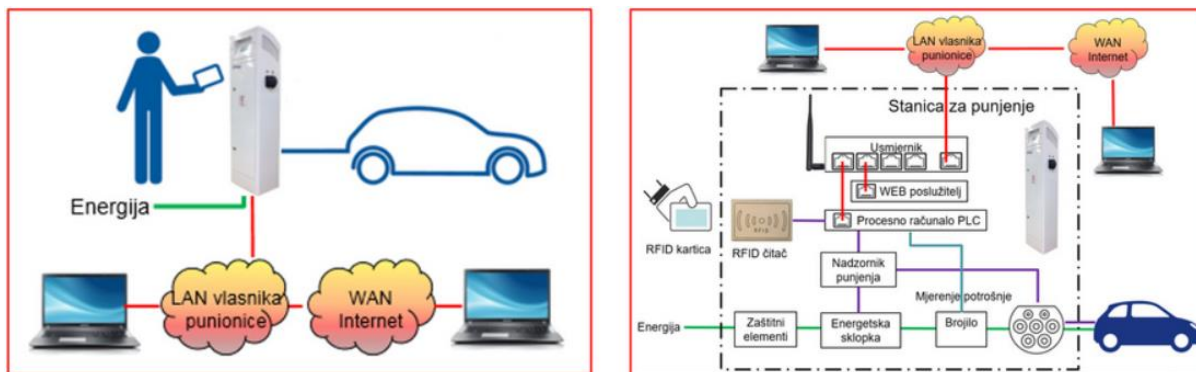 Energija
LAN vlasnika
punionice
WAN
Internet
LAN vlasnika
punionice
WAN
Internet
Stanica za punjenje
Usmjernik
WEB poslužitelj
Procesno računalo PLC
RFID
RFID kartica
RFID čitač
Nadzornik
punjenja
Mjerenje potrošnje
Energija
Zaštitni
elementi
Energetska
sklopka
Brojilo